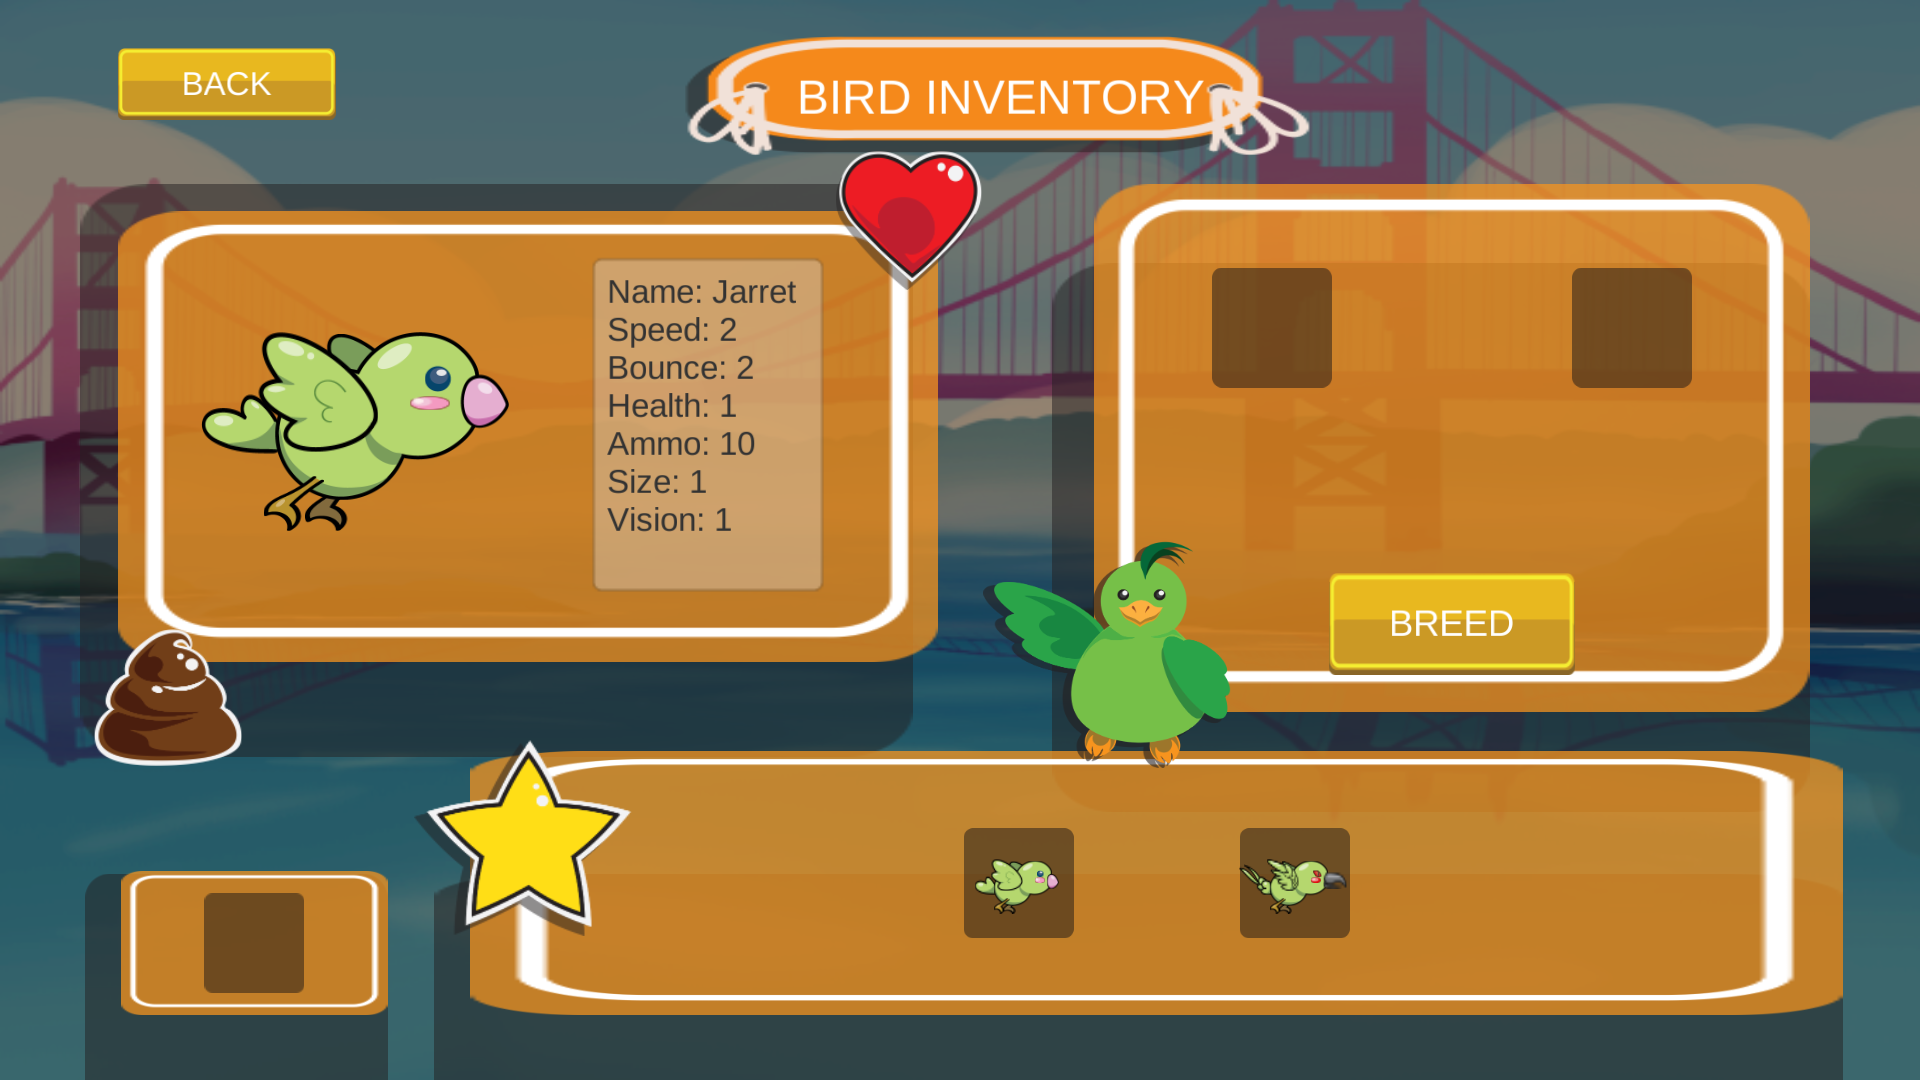 BACK
BIRD INVENTORY
Name: Jarret
Speed: 2
Bounce: 2
Health: 1
Ammo: 10
Size: 1
Vision: 1
BREED